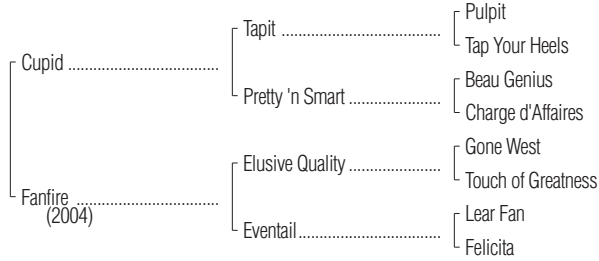 Pulpit
Tapit ........................................
Tap Your Heels
Cupid ......................................
Beau Genius
Pretty 'n Smart .......................
Charge d'Affaires
Gone West
Elusive Quality .......................
Touch of Greatness
Fanfire ....................................
(2004)
Lear Fan
Eventail....................................
Felicita